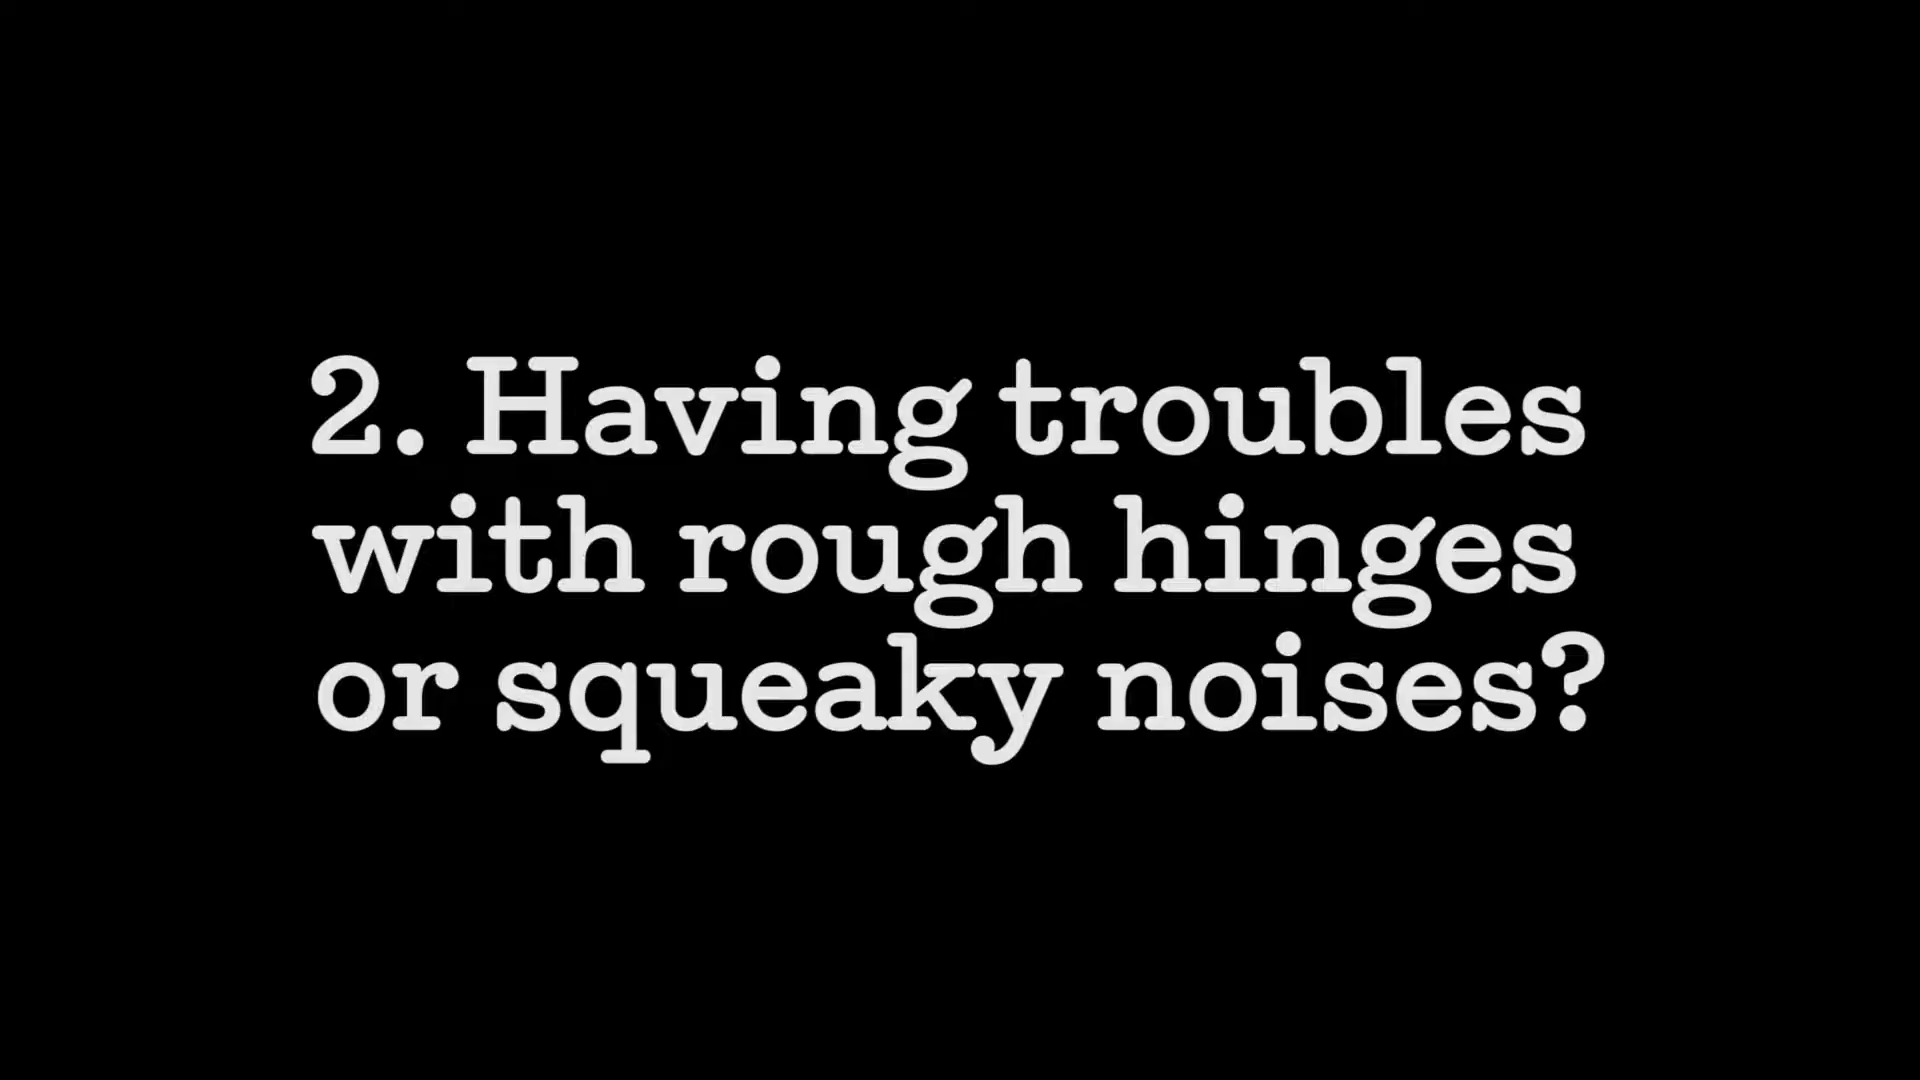 2. Having troubles
with rough hinges
or squeaky noises?